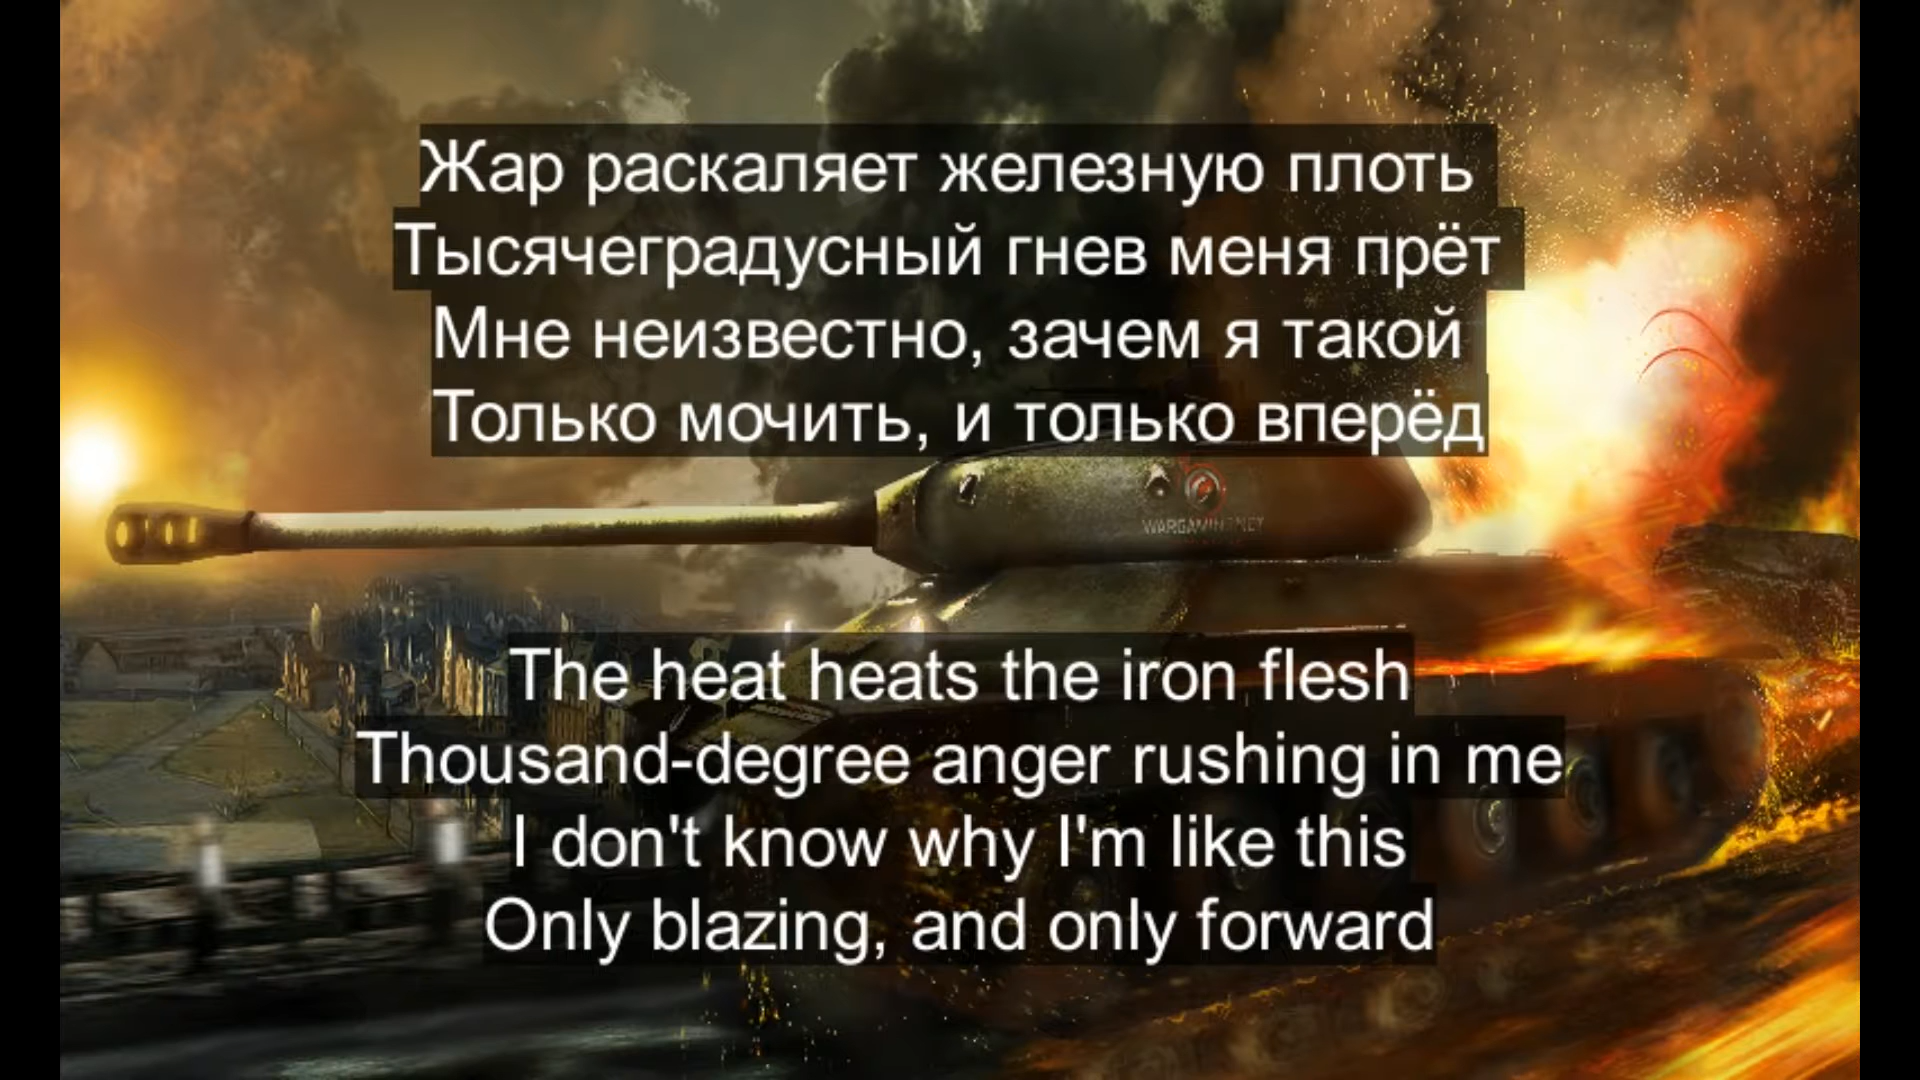 Жар раскаляет железную плоть
Тысячеградусный гнев меня прёт
Мне неизвестно, зачем я такой
Только мочить, и только вперёд
WARGAMING.NET
The heat heats the iron flesh
Thousand-degree anger rushing in me
I don't know why I'm like this
Only blazing, and only forward